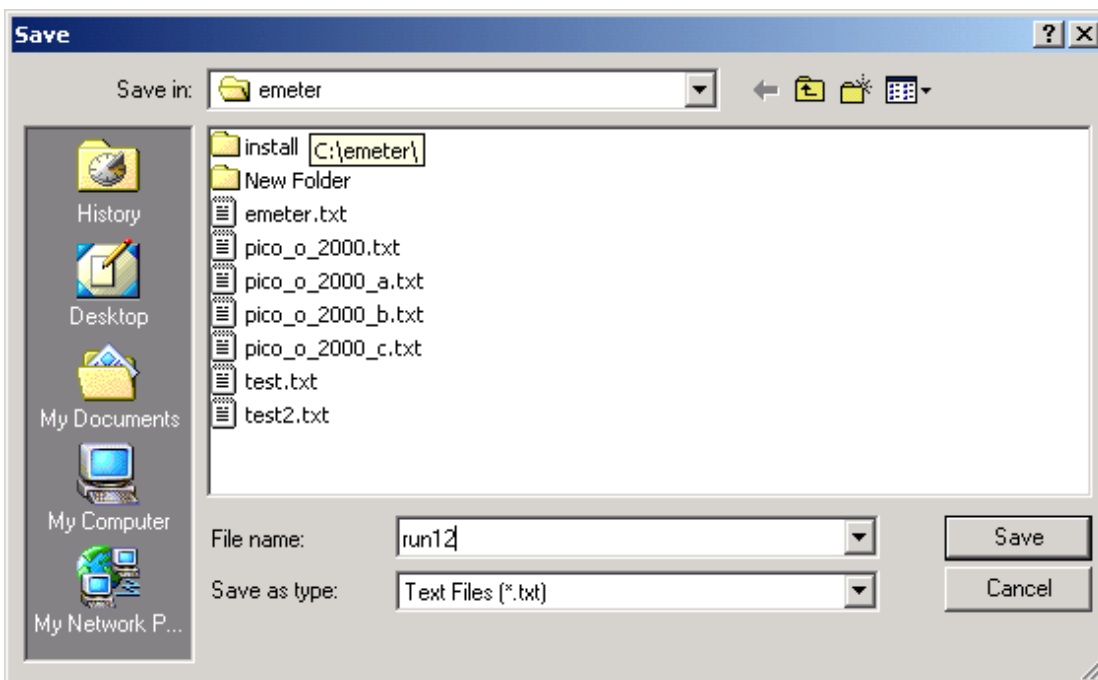 Save
Save in: emeter
install C:\emeter\
New Folder
emeter.txt
pico_o_2000.txt
pico_o_2000_a.txt
pico_o_2000_b.txt
pico_o_2000_c.txt
test.txt
test2.txt
History
Desktop
My Documents
My Computer
My Network P...
File name: run12 Save
Save as type: Text Files (*.txt) Cancel